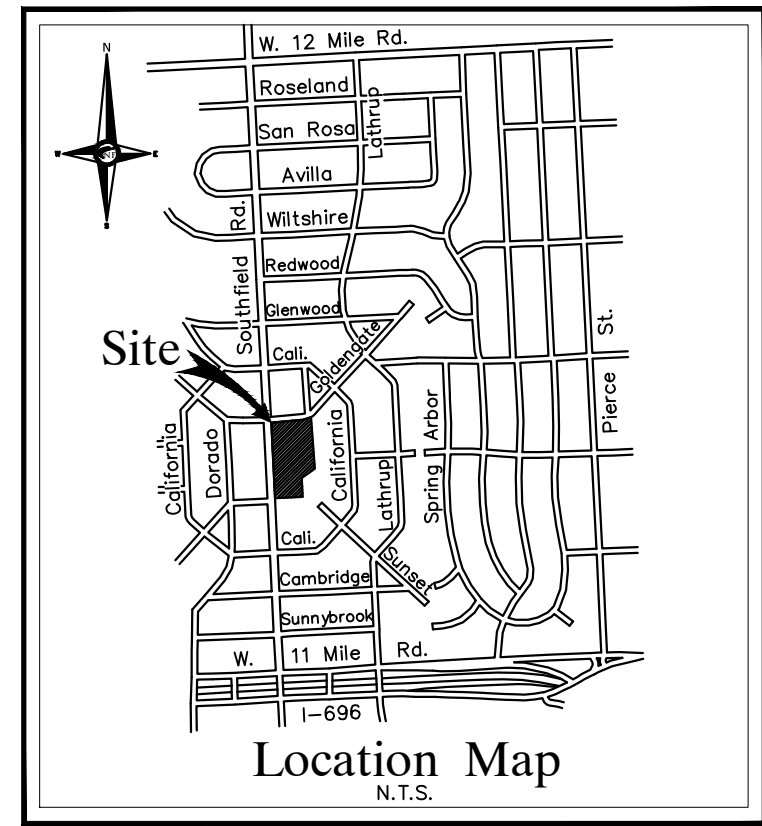 N
W. 12 Mile Rd.
Roseland
Lathrup
San Rosa
W
NF
E
Avilla
S
Rd.
Wiltshire
Redwood
Southfield
Glenwood
St.
Site
Cali.
Goldengate
Pierce
California
Dorado
California
Lathrup
Spring Arbor
Cali.
Sunset
Cambridge
Sunnybrook
W. 11 Mile Rd.
I-696
Location Map
N.T.S.